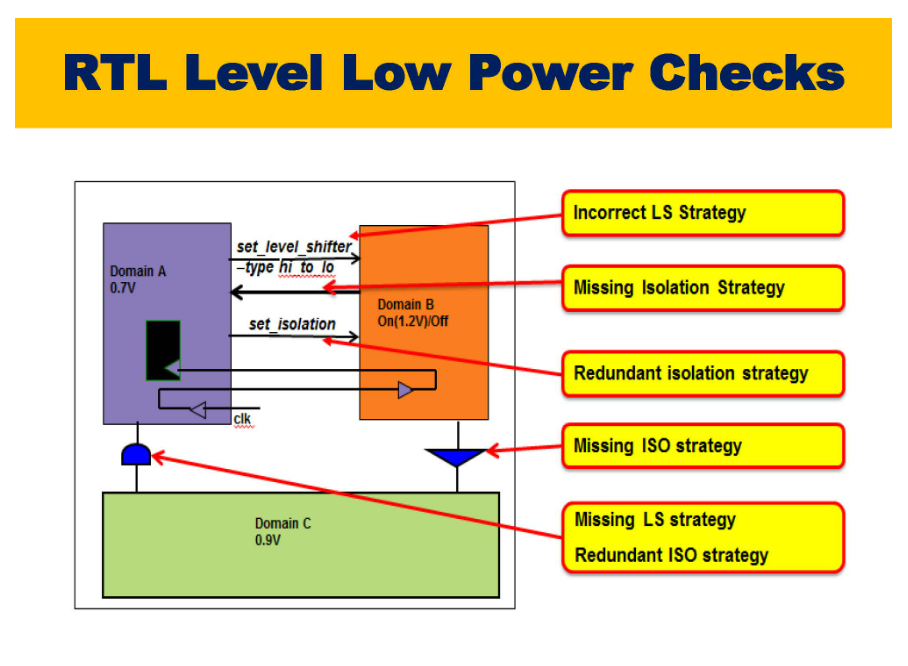 RTL Level Low Power Checks
Incorrect LS Strategy
set_level_shifter
–type hi_to_lo
Domain A
0.7V
Missing Isolation Strategy
Domain B
On(1.2V)/Off
set_isolation
Redundant isolation strategy
clk
Missing ISO strategy
Missing LS strategy
Redundant ISO strategy
Domain C
0.9V